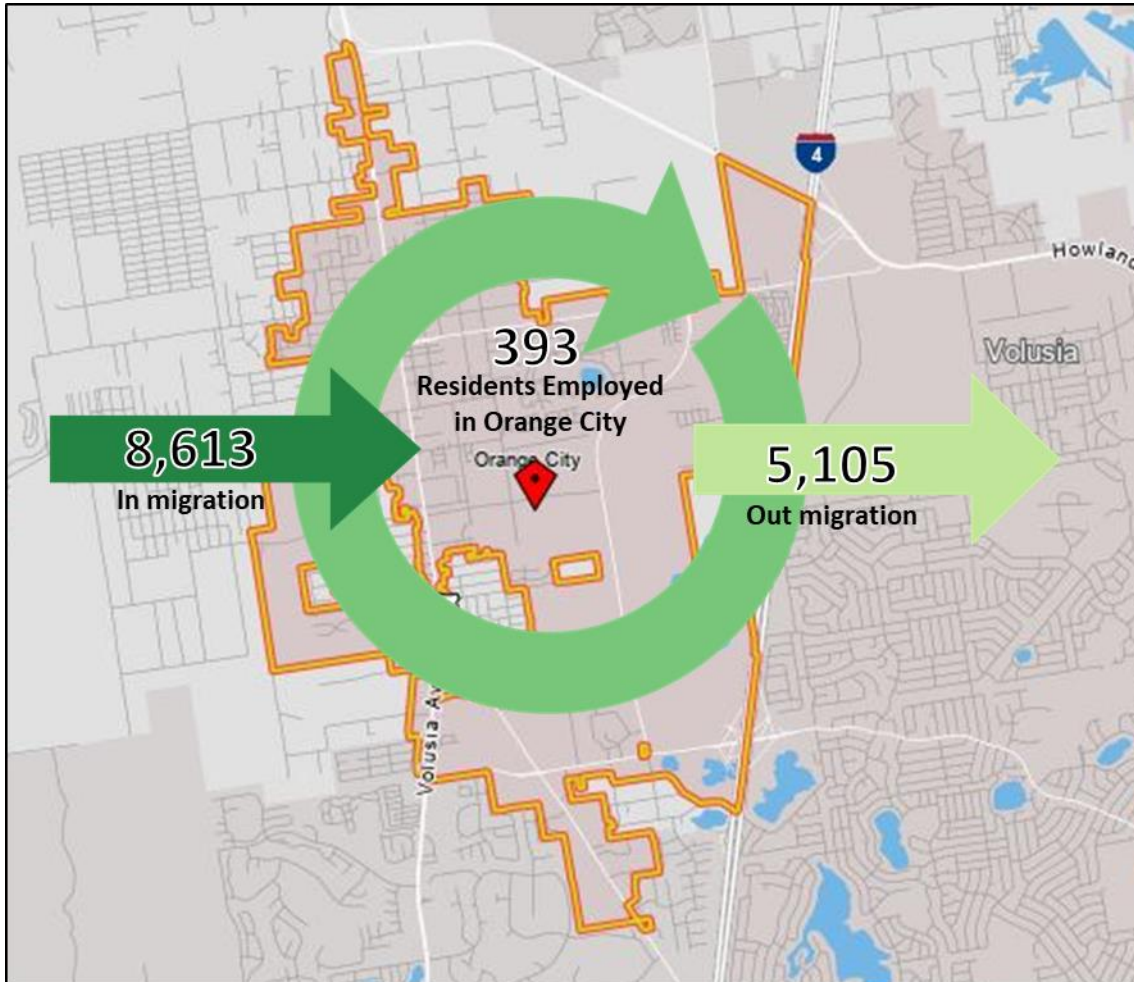 4
Howland
Volusia
393
Residents Employed
in Orange City
8,613
In migration
Orange City
5,105
Out migration
Volusia Av